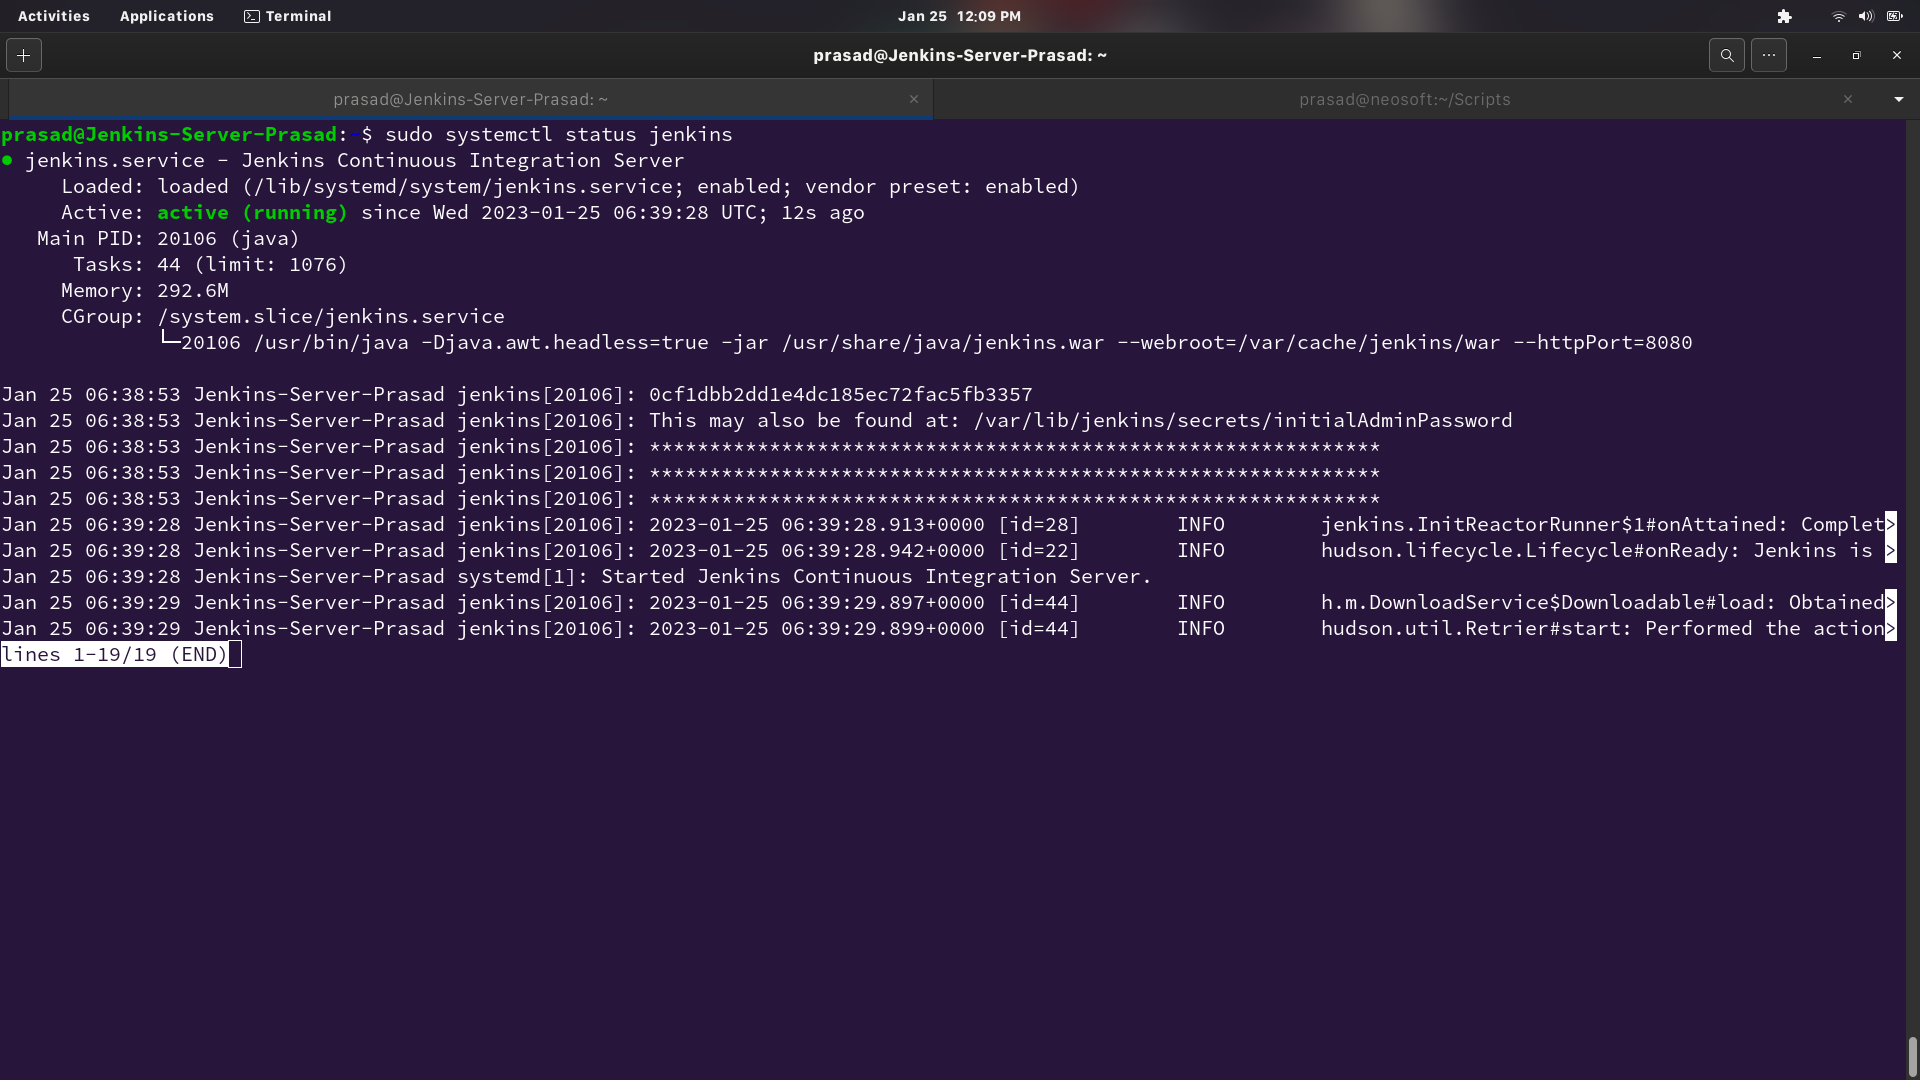 Activities Applications Terminal Jan 25 12:09 PM
prasad@Jenkins-Server-Prasad: ~
prasad@Jenkins-Server-Prasad: ~ prasad@neosoft:~/Scripts
prasad@Jenkins-Server-Prasad:~$ sudo systemctl status jenkins
● jenkins.service - Jenkins Continuous Integration Server
     Loaded: loaded (/lib/systemd/system/jenkins.service; enabled; vendor preset: enabled)
     Active: active (running) since Wed 2023-01-25 06:39:28 UTC; 12s ago
   Main PID: 20106 (java)
      Tasks: 44 (limit: 1076)
     Memory: 292.6M
     CGroup: /system.slice/jenkins.service
             └─20106 /usr/bin/java -Djava.awt.headless=true -jar /usr/share/java/jenkins.war --webroot=/var/cache/jenkins/war --httpPort=8080
Jan 25 06:38:53 Jenkins-Server-Prasad jenkins[20106]: 0cf1dbb2dd1e4dc185ec72fac5fb3357
Jan 25 06:38:53 Jenkins-Server-Prasad jenkins[20106]: This may also be found at: /var/lib/jenkins/secrets/initialAdminPassword
Jan 25 06:38:53 Jenkins-Server-Prasad jenkins[20106]: *************************************************************
Jan 25 06:38:53 Jenkins-Server-Prasad jenkins[20106]: *************************************************************
Jan 25 06:38:53 Jenkins-Server-Prasad jenkins[20106]: *************************************************************
Jan 25 06:39:28 Jenkins-Server-Prasad jenkins[20106]: 2023-01-25 06:39:28.913+0000 [id=28]        INFO        jenkins.InitReactorRunner$1#onAttained: Complet>
Jan 25 06:39:28 Jenkins-Server-Prasad jenkins[20106]: 2023-01-25 06:39:28.942+0000 [id=22]        INFO        hudson.lifecycle.Lifecycle#onReady: Jenkins is >
Jan 25 06:39:28 Jenkins-Server-Prasad systemd[1]: Started Jenkins Continuous Integration Server.
Jan 25 06:39:29 Jenkins-Server-Prasad jenkins[20106]: 2023-01-25 06:39:29.897+0000 [id=44]        INFO        h.m.DownloadService$Downloadable#load: Obtained>
Jan 25 06:39:29 Jenkins-Server-Prasad jenkins[20106]: 2023-01-25 06:39:29.899+0000 [id=44]        INFO        hudson.util.Retrier#start: Performed the action>
lines 1-19/19 (END)